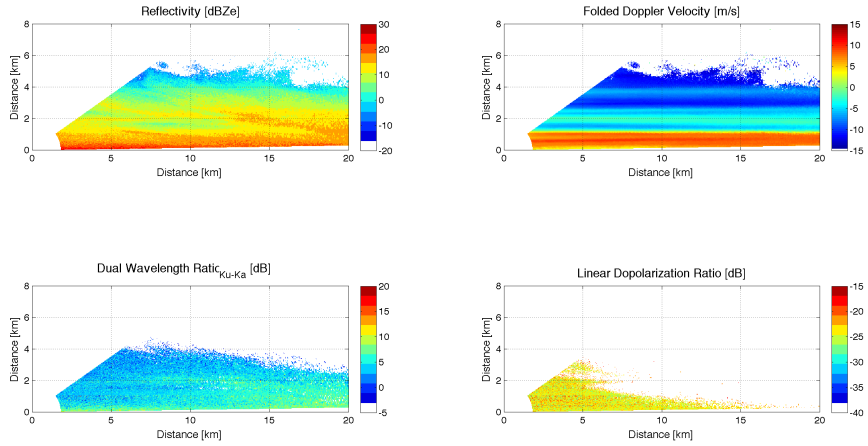 Reflectivity [dBZe]
Distance [km]
8
6
4
2
0
0 5 10 15 20
Distance [km]
30
20
10
0
-10
-20
Folded Doppler Velocity [m/s]
Distance [km]
8
6
4
2
0
0 5 10 15 20
Distance [km]
15
10
5
0
-5
-10
-15
Dual Wavelength Ratio Ku-Ka [dB]
Distance [km]
8
6
4
2
0
0 5 10 15 20
Distance [km]
20
15
10
5
0
-5
Linear Dopolarization Ratio [dB]
Distance [km]
8
6
4
2
0
0 5 10 15 20
Distance [km]
-15
-20
-25
-30
-35
-40